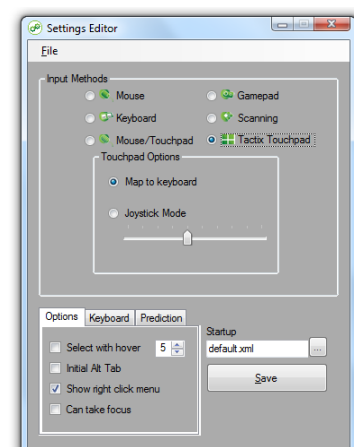 Settings Editor
File
Input Methods
Mouse
Gamepad
Keyboard
Scanning
Mouse/Touchpad
Tactix Touchpad
Touchpad Options
Map to keyboard
Joystick Mode
Options Keyboard Prediction
Select with hover 5
Initial Alt Tab
Show right click menu
Can take focus
Startup
default.xml ...
Save